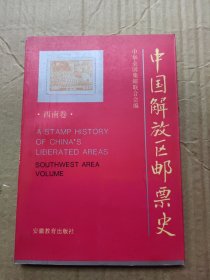 中国解放区邮票史
中华全国集邮联合会编
·西南卷·
A STAMP HISTORY
OF CHINA'S
LIBERATED AREAS
SOUTHWEST AREA
VOLUME
安徽教育出版社